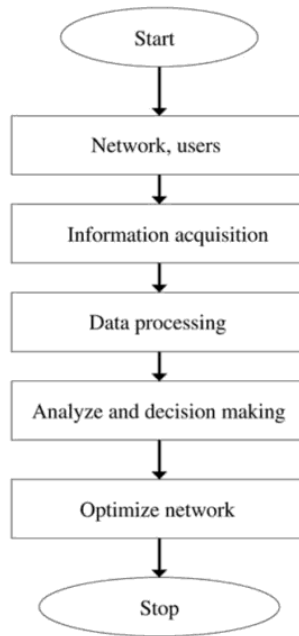 Start
Network, users
Information acquisition
Data processing
Analyze and decision making
Optimize network
Stop